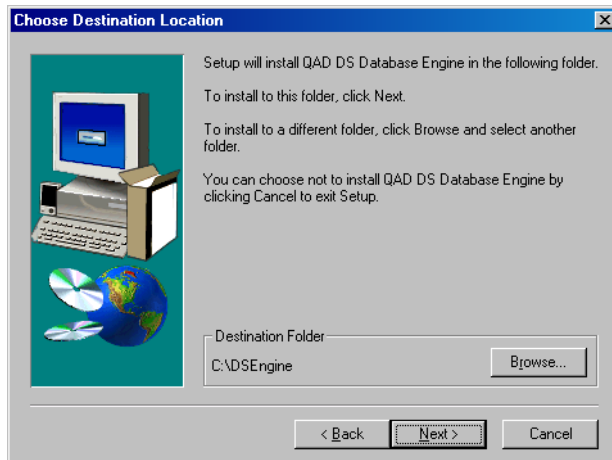 Choose Destination Location
Setup will install QAD DS Database Engine in the following folder.
To install to this folder, click Next.
To install to a different folder, click Browse and select another
folder.
You can choose not to install QAD DS Database Engine by
clicking Cancel to exit Setup.
Destination Folder
C:\DSEngine
Browse...
< Back
Next >
Cancel